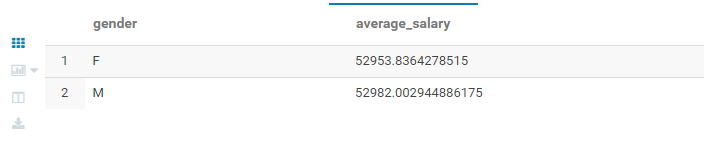 gender average_salary
1 F 52953.8364278515
2 M 52982.002944886175